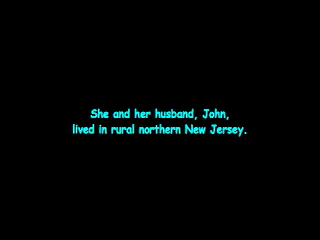 She and her husband, John,
lived in rural northern New Jersey.